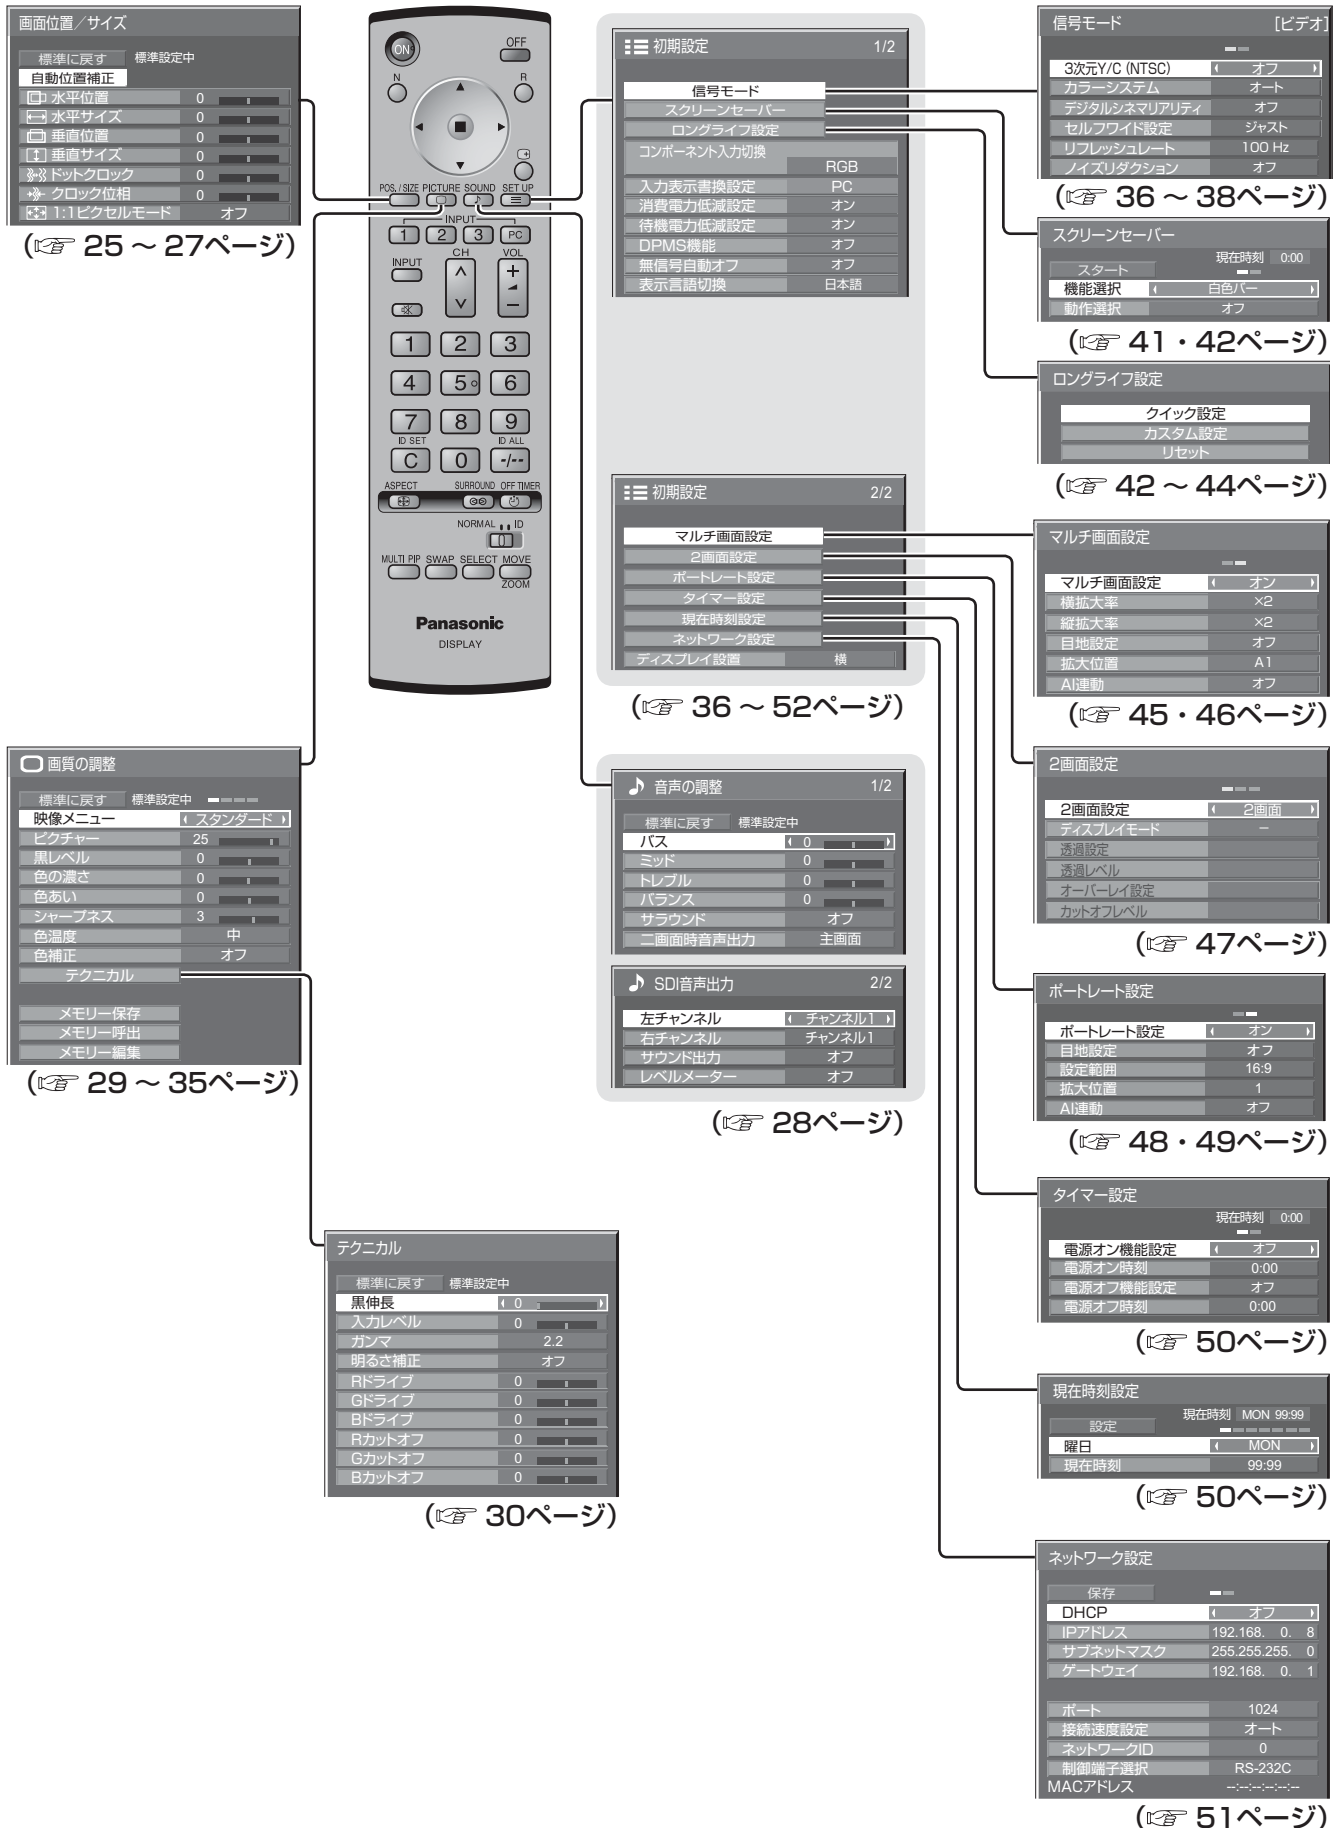 画面位置／サイズ
標準に戻す 標準設定中
自動位置補正
水平位置 0
水平サイズ 0
垂直位置 0
垂直サイズ 0
ドットクロック 0
クロック位相 0
1:1ピクセルモード オフ
(☞ 25 ～ 27ページ)
ON
OFF
N
R
POS. / SIZE PICTURE SOUND SET UP
INPUT
1 2 3 PC
INPUT
CH
VOL
1 2 3
4 5 6
7 8 9
ID SET
ID ALL
C 0 -/--
ASPECT
SURROUND
OFF TIMER
NORMAL ID
MULTI PIP SWAP SELECT MOVE
ZOOM
Panasonic
DISPLAY
初期設定 1/2
信号モード
スクリーンセーバー
ロングライフ設定
コンポーネント入力切換
RGB
入力表示書換設定 PC
消費電力低減設定 オン
待機電力低減設定 オン
DPMS機能 オフ
無信号自動オフ オフ
表示言語切換 日本語
初期設定 2/2
マルチ画面設定
2画面設定
ポートレート設定
タイマー設定
現在時刻設定
ネットワーク設定
ディスプレイ設置 横
(☞ 36 ～ 52ページ)
信号モード [ビデオ]
3次元Y/C (NTSC) オフ
カラーシステム オート
デジタルシネマリアリティ オフ
セルフワイド設定 ジャスト
リフレッシュレート 100 Hz
ノイズリダクション オフ
(☞ 36 ～ 38ページ)
スクリーンセーバー
現在時刻 0:00
スタート
機能選択 白色バー
動作選択 オフ
(☞ 41・42ページ)
ロングライフ設定
クイック設定
カスタム設定
リセット
(☞ 42 ～ 44ページ)
マルチ画面設定
マルチ画面設定 オン
横拡大率 ×2
縦拡大率 ×2
目地設定 オフ
拡大位置 A1
AI連動 オフ
(☞ 45・46ページ)
2画面設定
2画面設定 2画面
ディスプレイモード －
透過設定
透過レベル
オーバーレイ設定
カットオフレベル
(☞ 47ページ)
ポートレート設定
ポートレート設定 オン
目地設定 オフ
設定範囲 16:9
拡大位置 1
AI連動 オフ
(☞ 48・49ページ)
タイマー設定
現在時刻 0:00
電源オン機能設定 オフ
電源オン時刻 0:00
電源オフ機能設定 オフ
電源オフ時刻 0:00
(☞ 50ページ)
現在時刻設定
現在時刻 MON 99:99
設定
曜日 MON
現在時刻 99:99
(☞ 50ページ)
ネットワーク設定
保存
DHCP オフ
IPアドレス 192.168. 0. 8
サブネットマスク 255.255.255. 0
ゲートウェイ 192.168. 0. 1
ポート 1024
接続速度設定 オート
ネットワークID 0
制御端子選択 RS-232C
MACアドレス --:--:--:--:--:--
(☞ 51ページ)
画質の調整
標準に戻す 標準設定中
映像メニュー スタンダード
ピクチャー 25
黒レベル 0
色の濃さ 0
色あい 0
シャープネス 3
色温度 中
色補正 オフ
テクニカル
メモリー保存
メモリー呼出
メモリー編集
(☞ 29 ～ 35ページ)
音声の調整 1/2
標準に戻す 標準設定中
バス 0
ミッド 0
トレブル 0
バランス 0
サラウンド オフ
二画面時音声出力 主画面
SDI音声出力 2/2
左チャンネル チャンネル1
右チャンネル チャンネル1
サウンド出力 オフ
レベルメーター オフ
(☞ 28ページ)
テクニカル
標準に戻す 標準設定中
黒伸長 0
入力レベル 0
ガンマ 2.2
明るさ補正 オフ
Rドライブ 0
Gドライブ 0
Bドライブ 0
Rカットオフ 0
Gカットオフ 0
Bカットオフ 0
(☞ 30ページ)